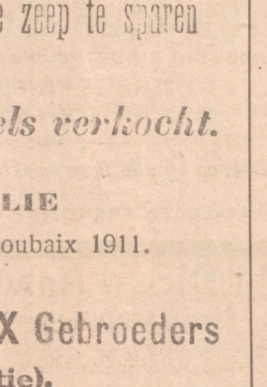 e zeep te sparen
els verkocht.
LIE
oubaix 1911.
X Gebroeders
tie).